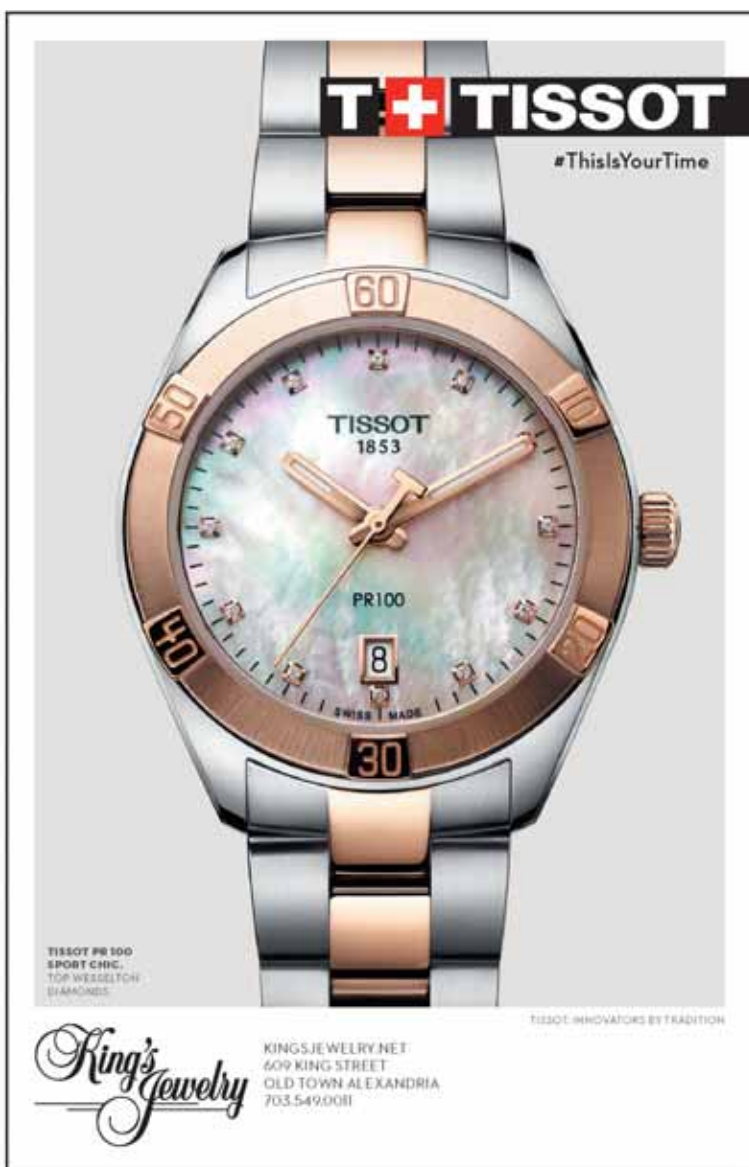 T+ TISSOT
#ThisIsYourTime
60
50
10
TISSOT
1853
PR100
40
20
8
SWISS MADE
30
TISSOT PR 100
SPORT CHIC.
TOP WESSELTON
DIAMONDS
TISSOT, INNOVATORS BY TRADITION
King's
Jewelry
KINGSJEWELRY.NET
609 KING STREET
OLD TOWN ALEXANDRIA
703.549.0011